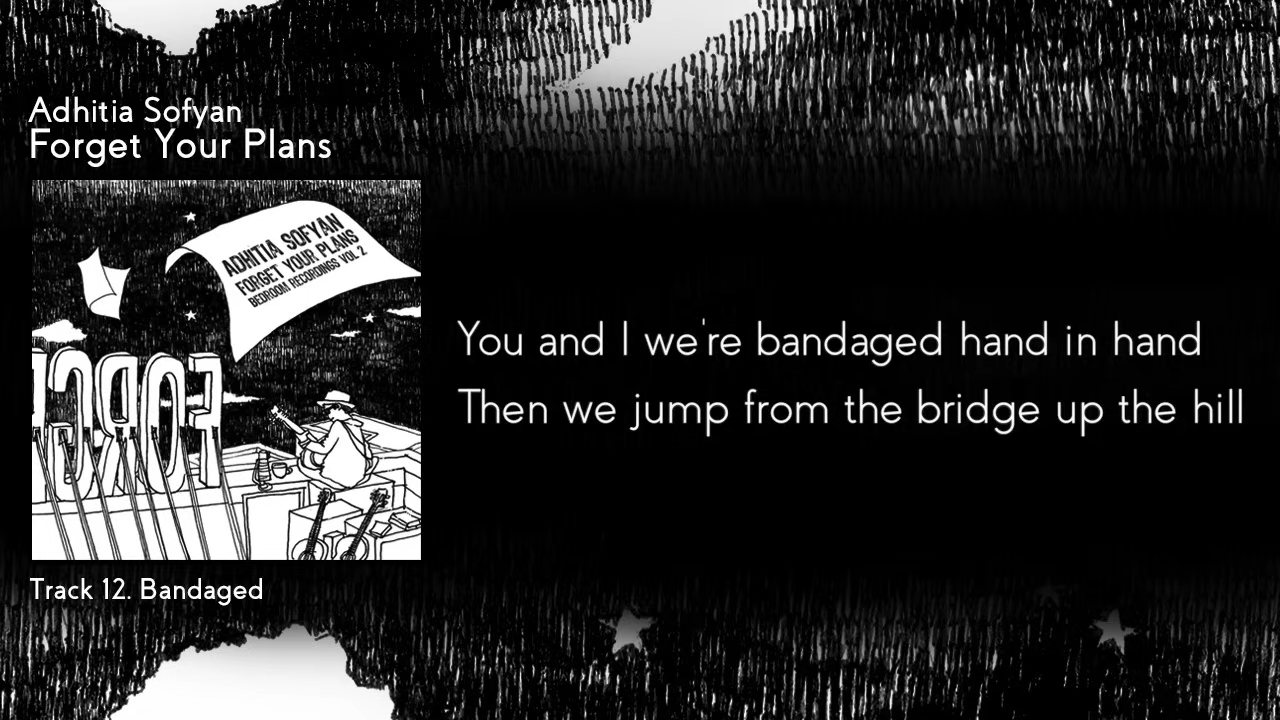 Adhitia Sofyan
Forget Your Plans
ADHITIA SOFYAN
FORGET YOUR PLANS
BEDROOM RECORDINGS VOL 2
FORG
You and I we're bandaged hand in hand
Then we jump from the bridge up the hill
Track 12. Bandaged